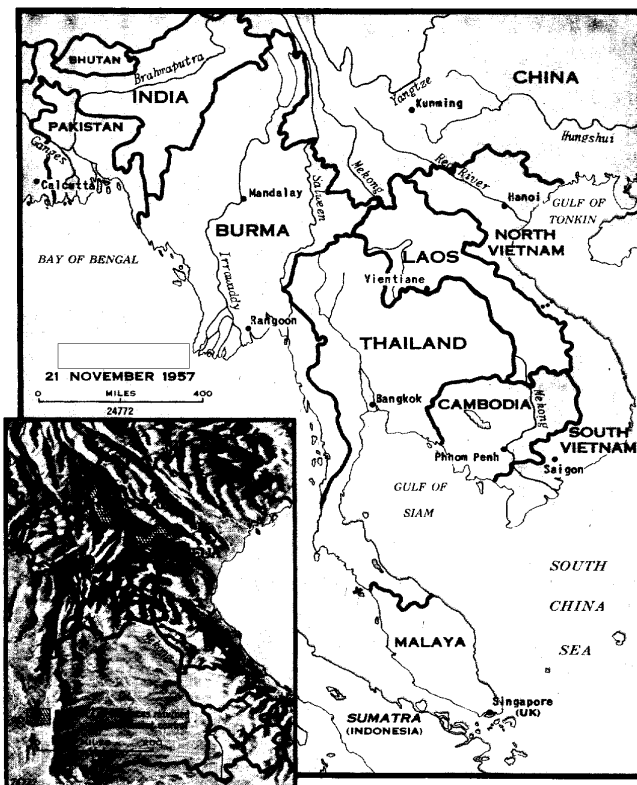 BHUTAN
Brahmaputra
INDIA
CHINA
Yangtze
Kunming
PAKISTAN
Ganges
Hungshui
Calcutta
Mekong
Red River
Salween
Mandalay
Hanoi
GULF OF
TONKIN
BURMA
NORTH
VIETNAM
LAOS
BAY OF BENGAL
Irrawaddy
Vientiane
Rangoon
THAILAND
21 NOVEMBER 1957
0 MILES 400
24772
Bangkok
CAMBODIA
Mekong
SOUTH
VIETNAM
Phnom Penh
Saigon
GULF OF
SIAM
SOUTH
CHINA
SEA
MALAYA
Singapore
(UK)
SUMATRA
(INDONESIA)